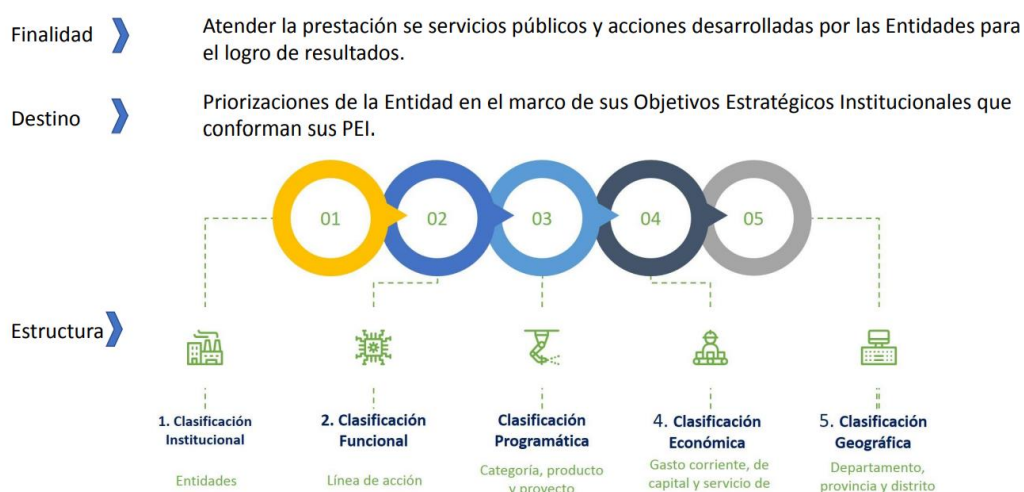 Finalidad
Atender la prestación se servicios públicos y acciones desarrolladas por las Entidades para
el logro de resultados.
Destino
Priorizaciones de la Entidad en el marco de sus Objetivos Estratégicos Institucionales que
conforman sus PEI.
01
02
03
04
05
Estructura
1. Clasificación
Institucional
Entidades
2. Clasificación
Funcional
Línea de acción
Clasificación
Programática
Categoría, producto
y proyecto
4. Clasificación
Económica
Gasto corriente, de
capital y servicio de
5. Clasificación
Geográfica
Departamento,
provincia y distrito